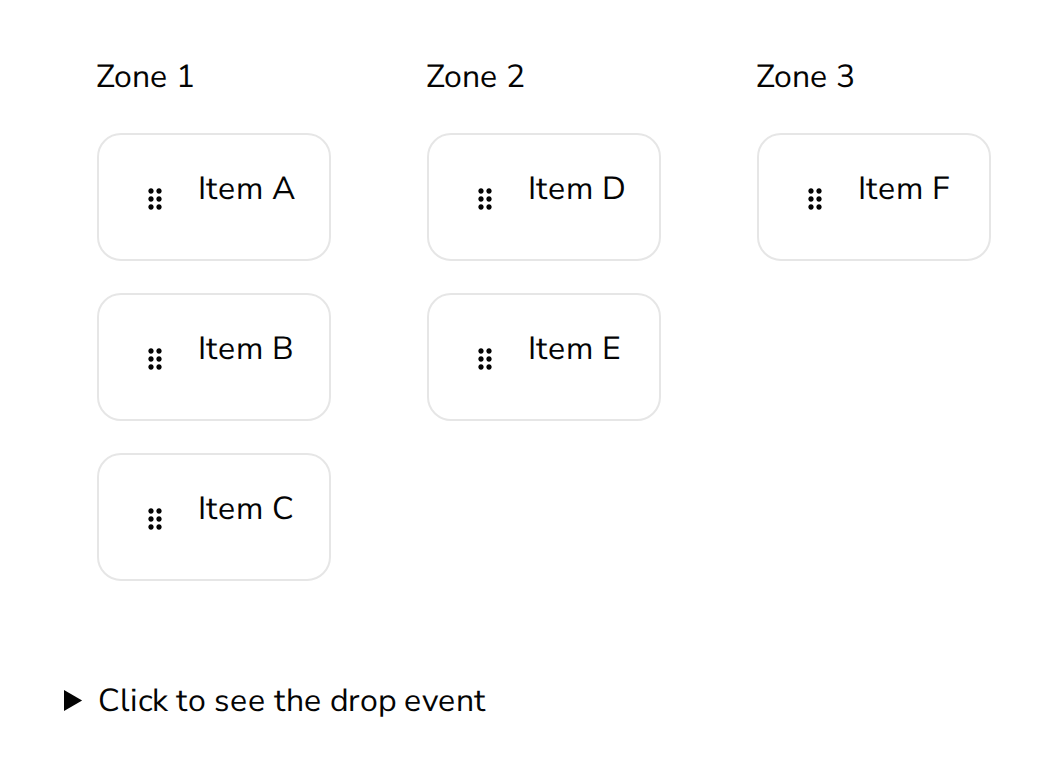 Zone 1
Item A
Item B
Item C
Zone 2
Item D
Item E
Zone 3
Item F
Click to see the drop event